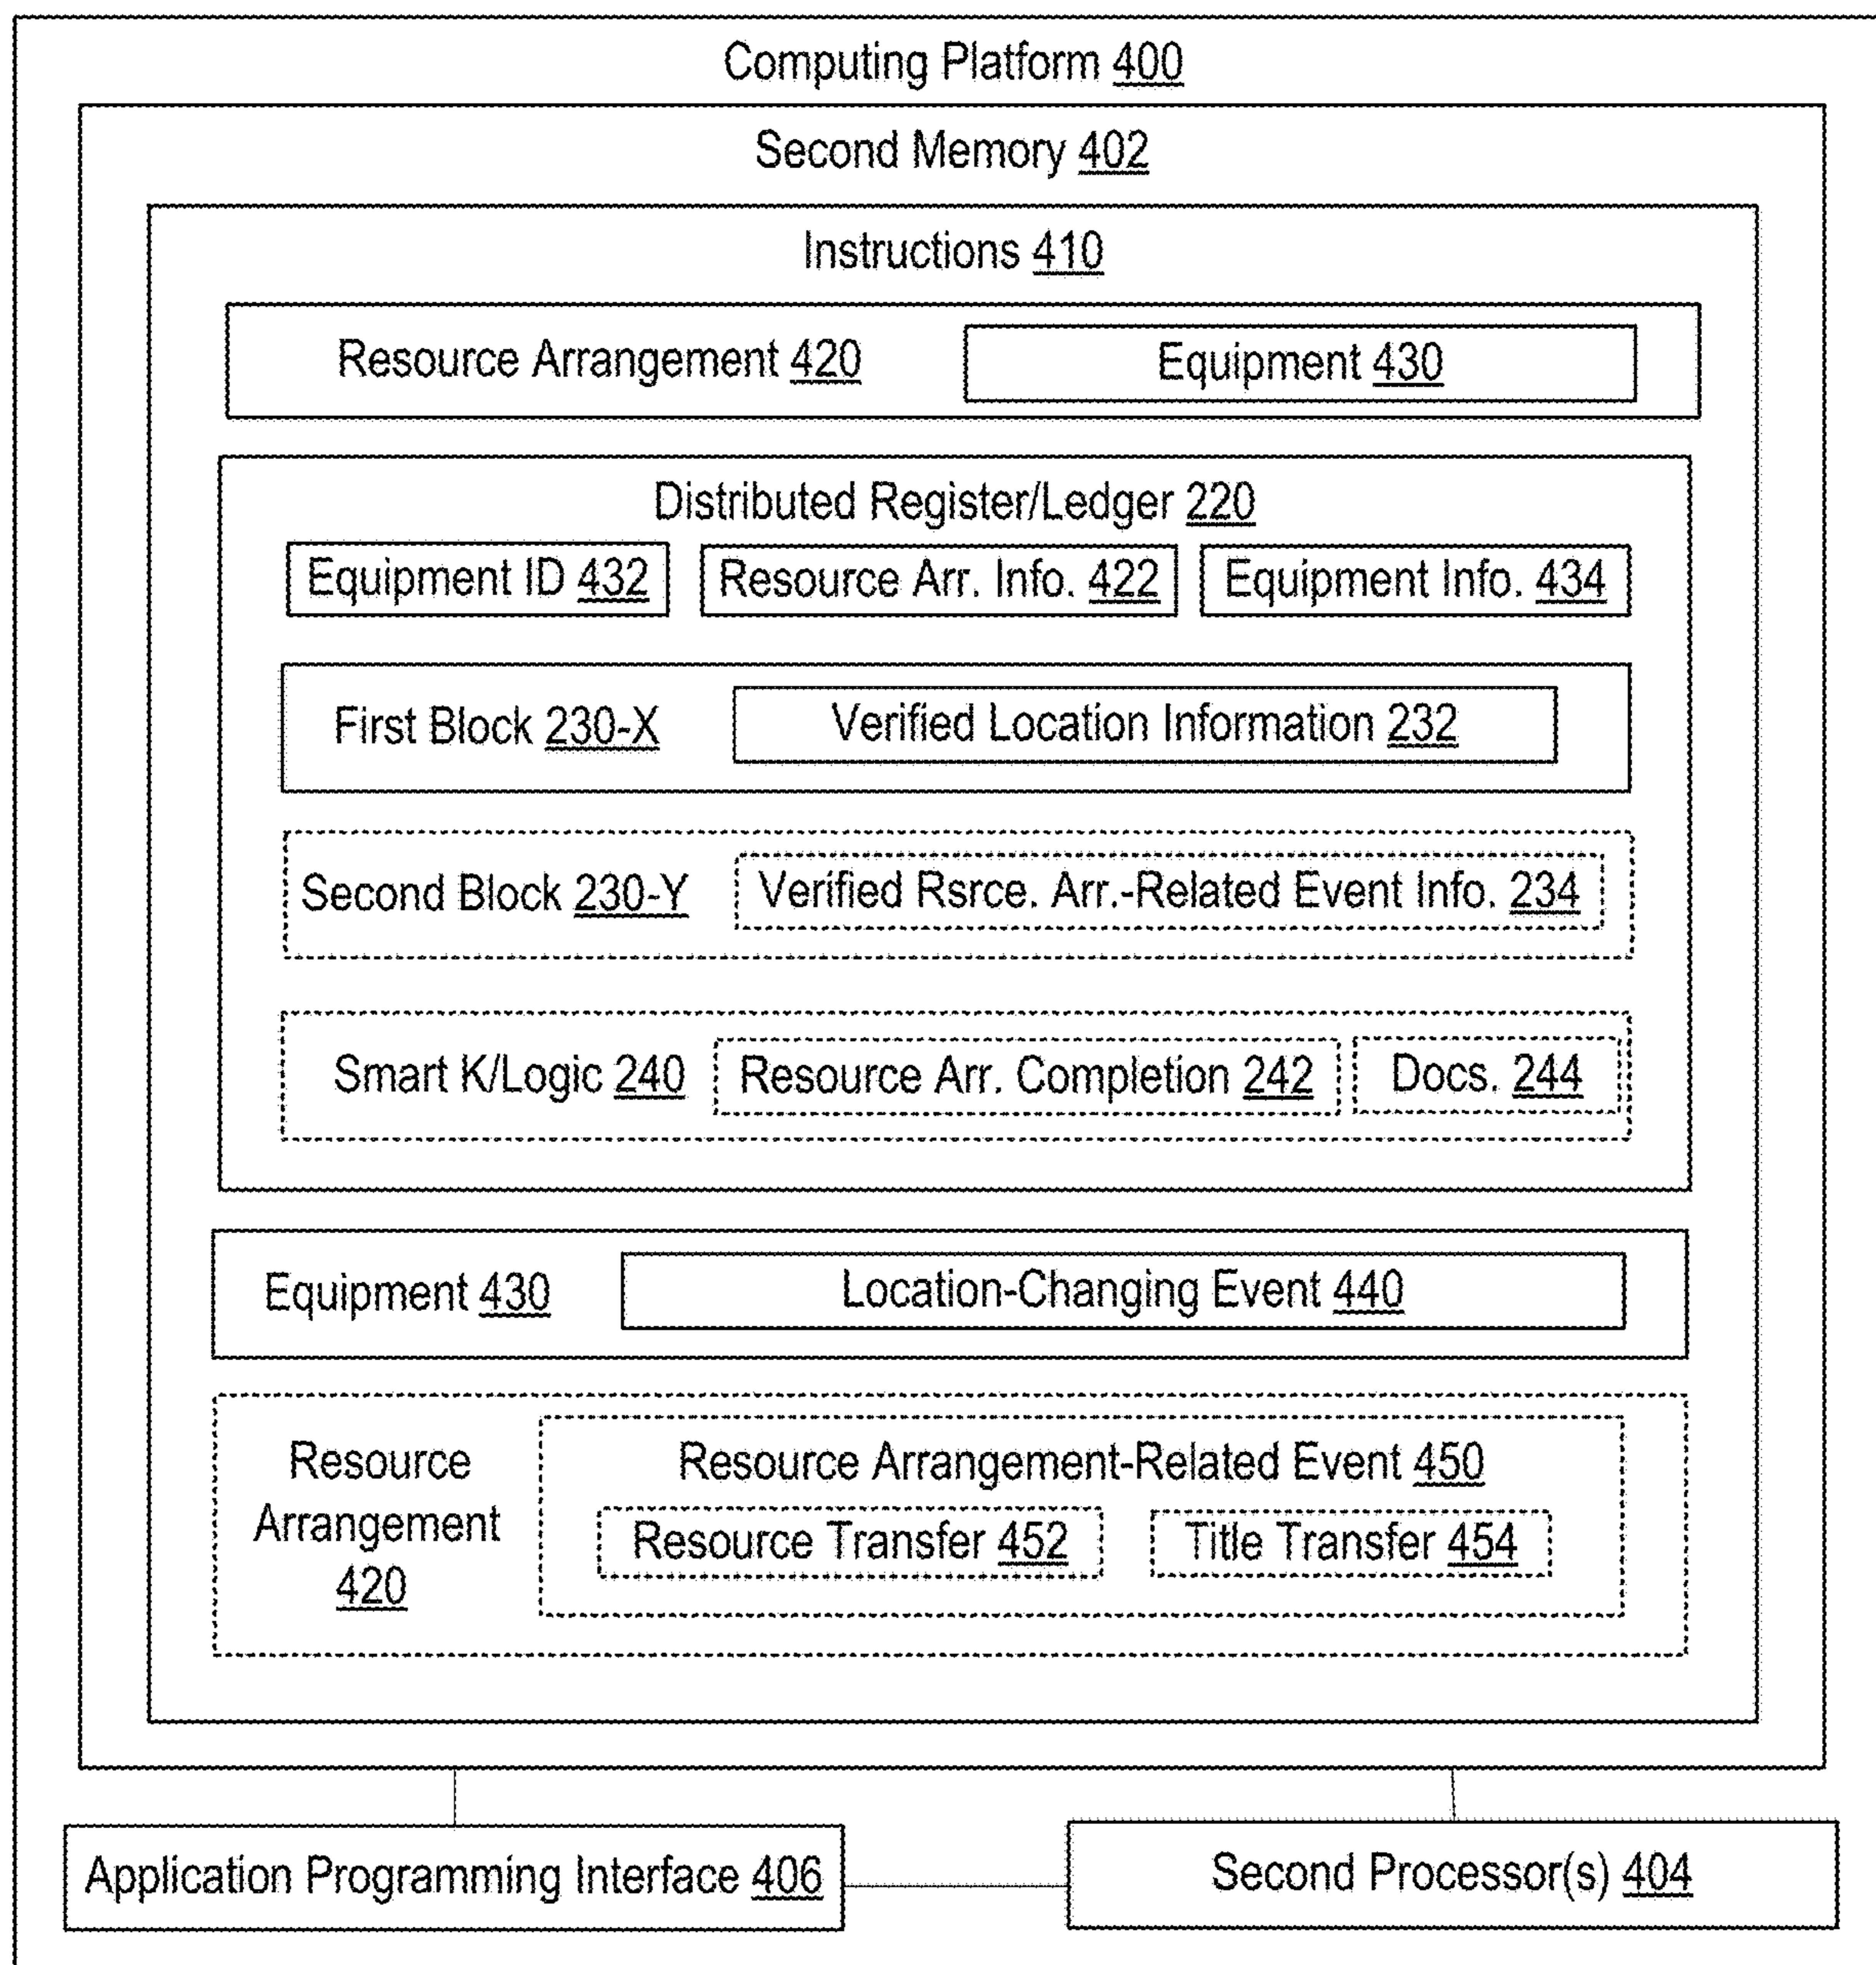 Computing Platform 400
Second Memory 402
Instructions 410
Resource Arrangement 420
Equipment 430
Distributed Register/Ledger 220
Equipment ID 432
Resource Arr. Info. 422
Equipment Info. 434
First Block 230-X
Verified Location Information 232
Second Block 230-Y
Verified Rsrce. Arr.-Related Event Info. 234
Smart K/Logic 240
Resource Arr. Completion 242
Docs. 244
Equipment 430
Location-Changing Event 440
Resource
Arrangement
420
Resource Arrangement-Related Event 450
Resource Transfer 452
Title Transfer 454
Application Programming Interface 406
Second Processor(s) 404